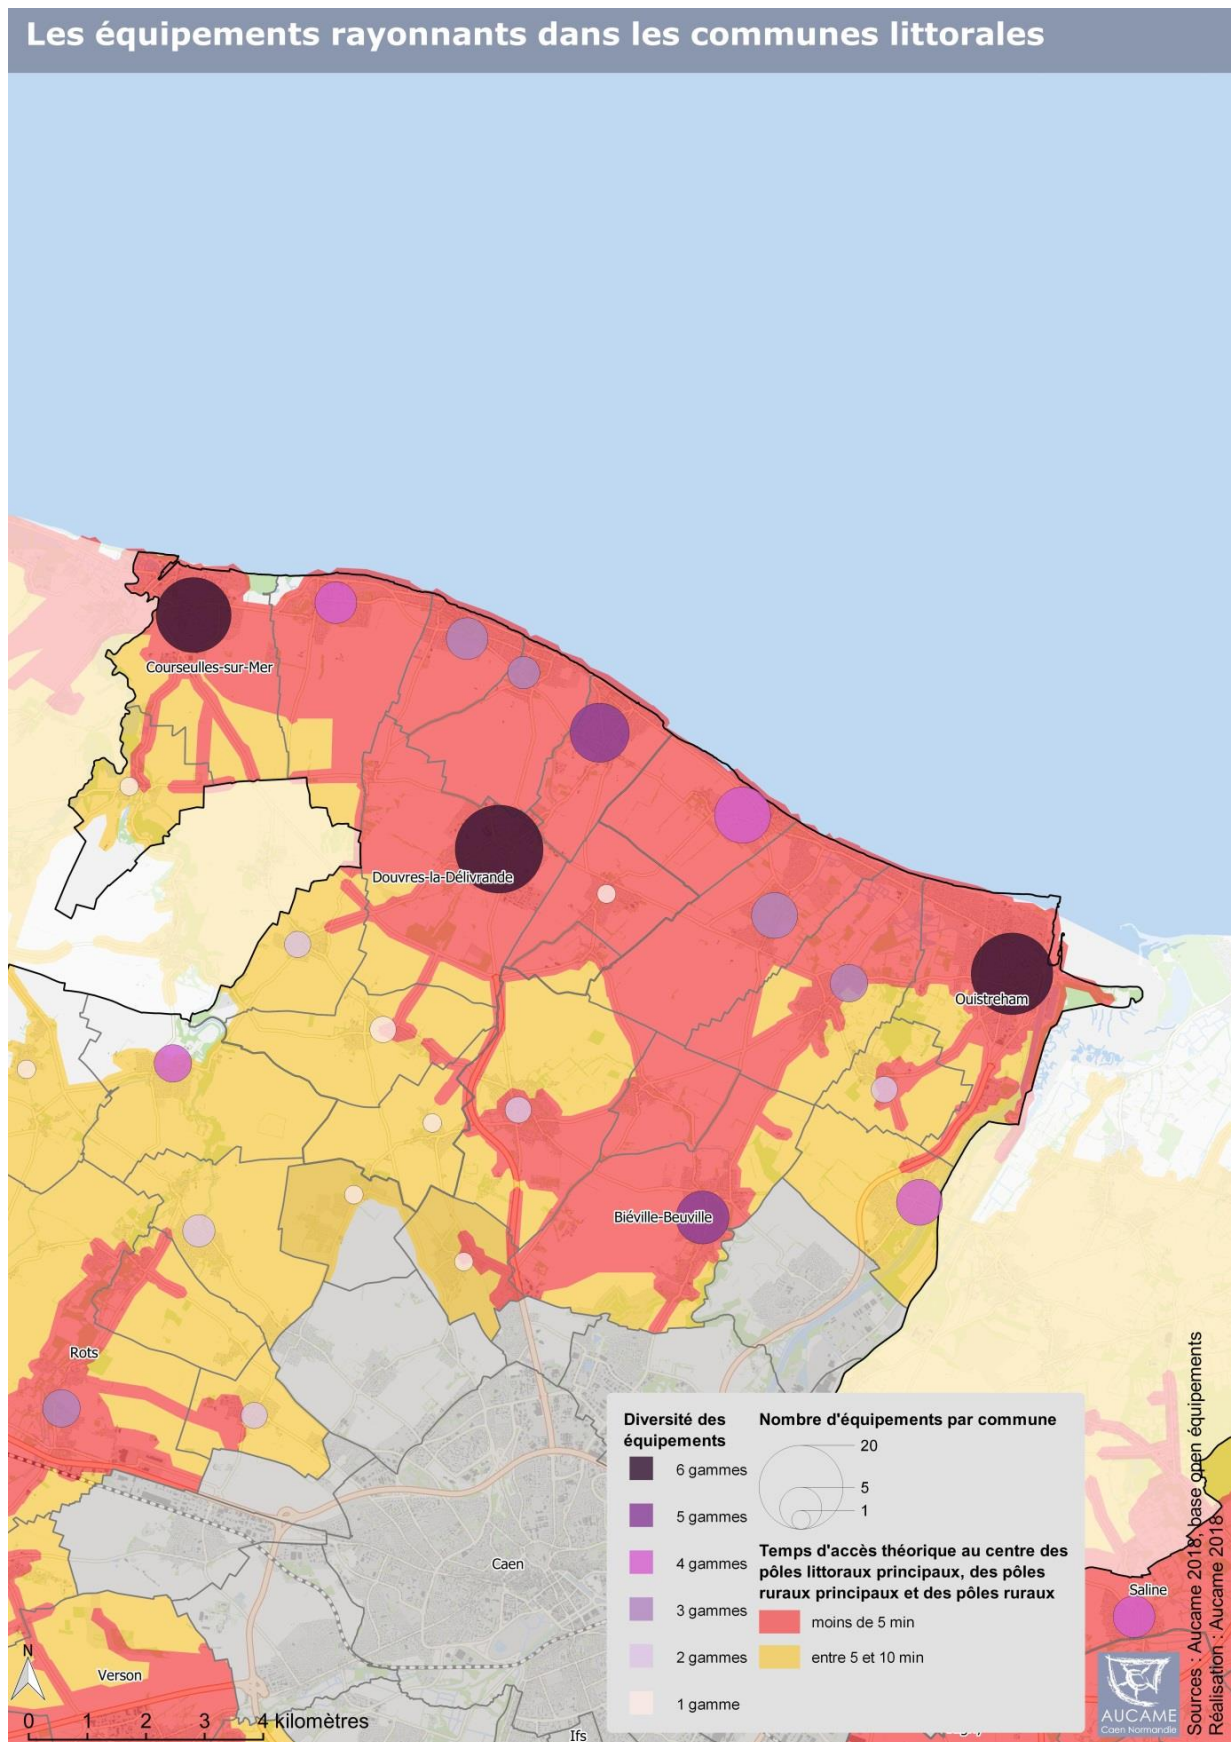 Les équipements rayonnants dans les communes littorales
Courseulles-sur-Mer
Douvres-la-Délivrande
Ouistreham
Biéville-Beuville
Rots
Caen
Verson
Ifs
Saline
Diversité des
équipements
6 gammes
5 gammes
4 gammes
3 gammes
2 gammes
1 gamme
Nombre d'équipements par commune
20
5
1
Temps d'accès théorique au centre des
pôles littoraux principaux, des pôles
ruraux principaux et des pôles ruraux
moins de 5 min
entre 5 et 10 min
N
0 1 2 3 4 kilomètres
AUCAME
Caen Normandie
Sources : Aucame 2018, base open équipements
Réalisation : Aucame 2018